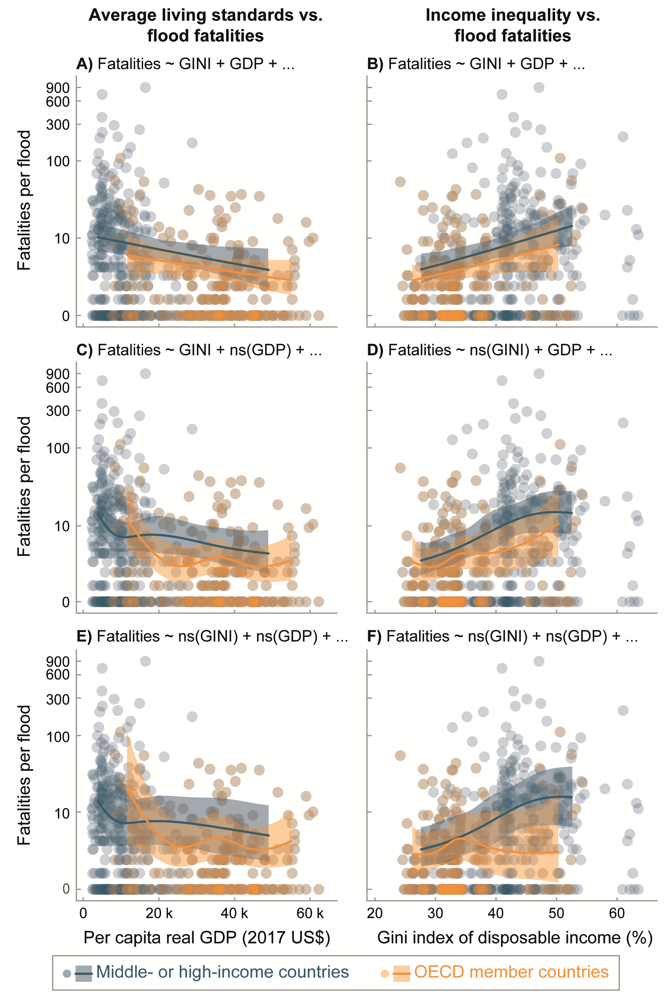 Average living standards vs.
flood fatalities
Income inequality vs.
flood fatalities
A) Fatalities ~ GINI + GDP + ...
B) Fatalities ~ GINI + GDP + ...
Fatalities per flood
900
600
300
100
10
0
C) Fatalities ~ GINI + ns(GDP) + ...
D) Fatalities ~ ns(GINI) + GDP + ...
Fatalities per flood
900
600
300
100
10
0
E) Fatalities ~ ns(GINI) + ns(GDP) + ...
F) Fatalities ~ ns(GINI) + ns(GDP) + ...
Fatalities per flood
900
600
300
100
10
0
0 20 k 40 k 60 k
20 30 40 50 60
Per capita real GDP (2017 US$)
Gini index of disposable income (%)
Middle- or high-income countries
OECD member countries